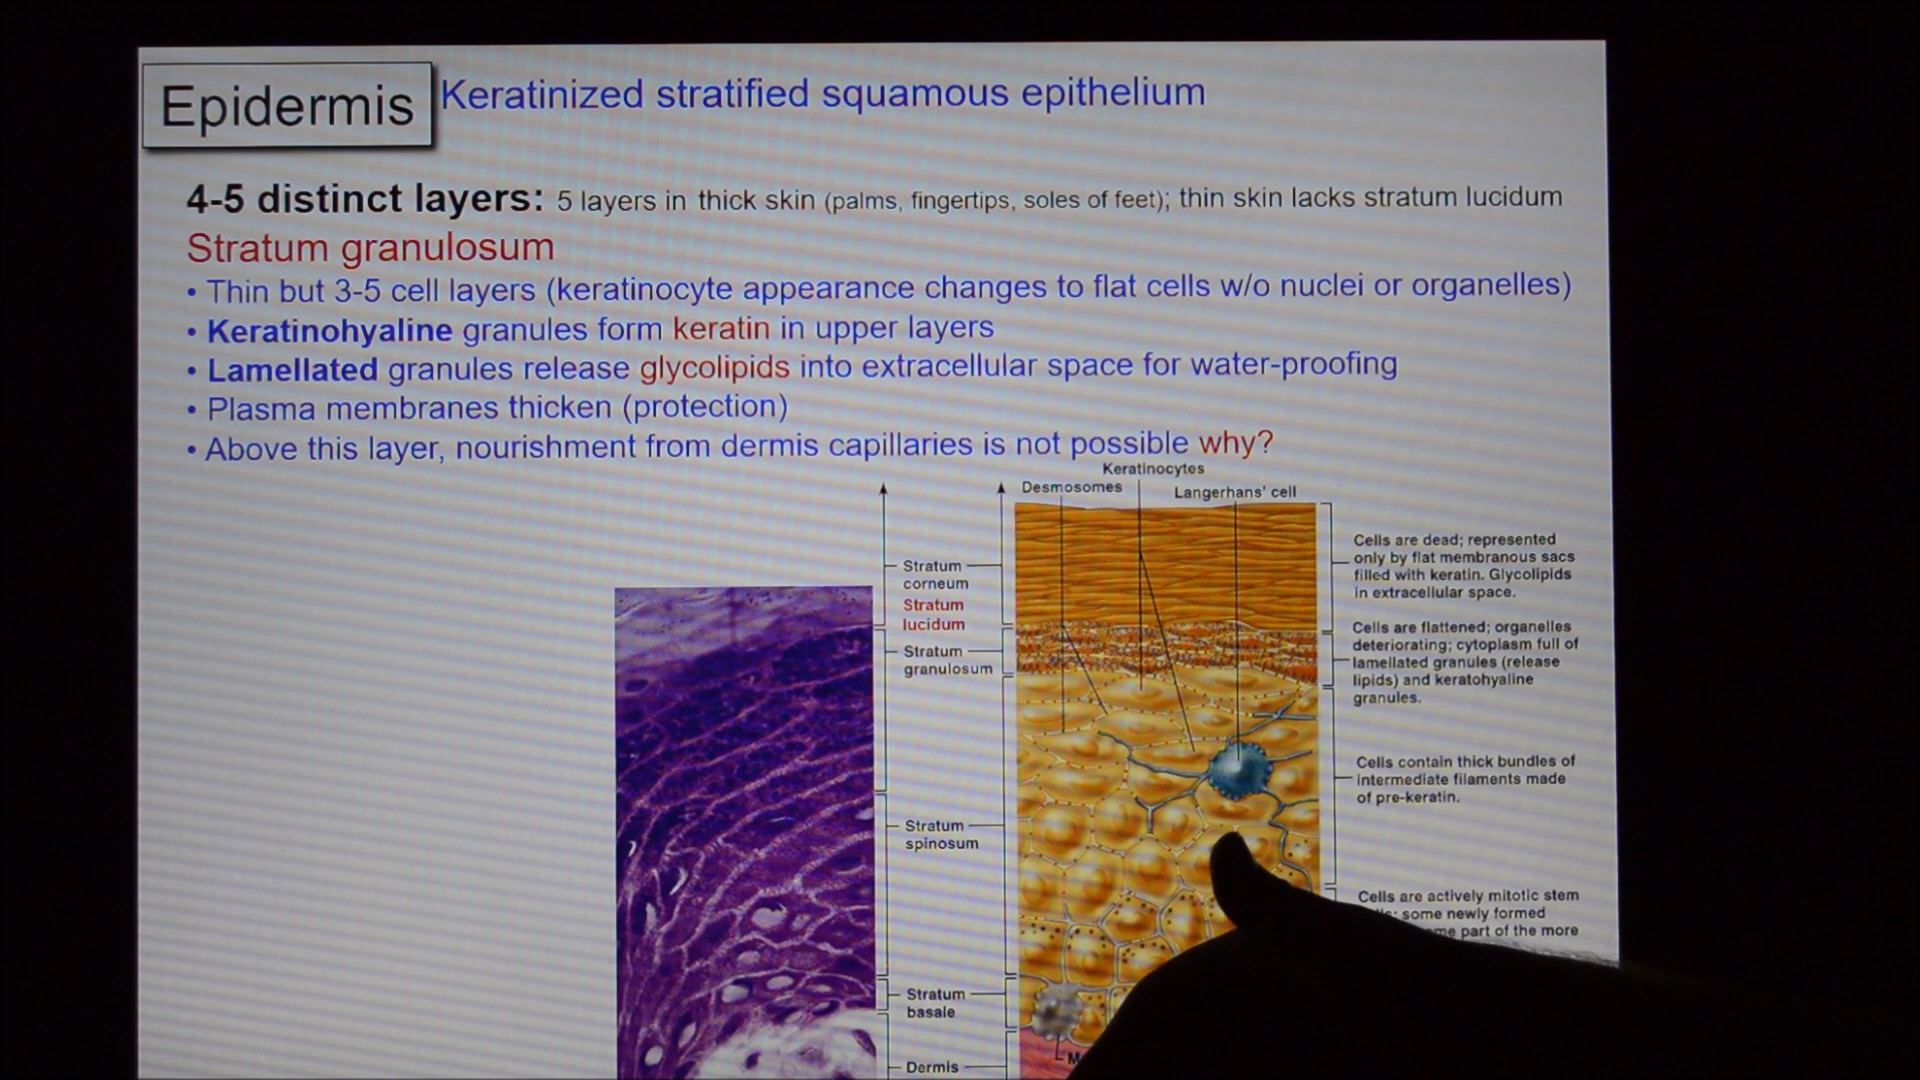 Epidermis
Keratinized stratified squamous epithelium
4-5 distinct layers: 5 layers in thick skin (palms, fingertips, soles of feet); thin skin lacks stratum lucidum
Stratum granulosum
• Thin but 3-5 cell layers (keratinocyte appearance changes to flat cells w/o nuclei or organelles)
• Keratinohyaline granules form keratin in upper layers
• Lamellated granules release glycolipids into extracellular space for water-proofing
• Plasma membranes thicken (protection)
• Above this layer, nourishment from dermis capillaries is not possible why?
Keratinocytes
Desmosomes
Langerhans' cell
Stratum
corneum
Stratum
lucidum
Stratum
granulosum
Stratum
spinosum
Stratum
basale
Dermis
Cells are dead; represented
only by flat membranous sacs
filled with keratin. Glycolipids
in extracellular space.
Cells are flattened; organelles
deteriorating; cytoplasm full of
lamellated granules (release
lipids) and keratohyaline
granules.
Cells contain thick bundles of
intermediate filaments made
of pre-keratin.
Cells are actively mitotic stem
some newly formed
part of the more